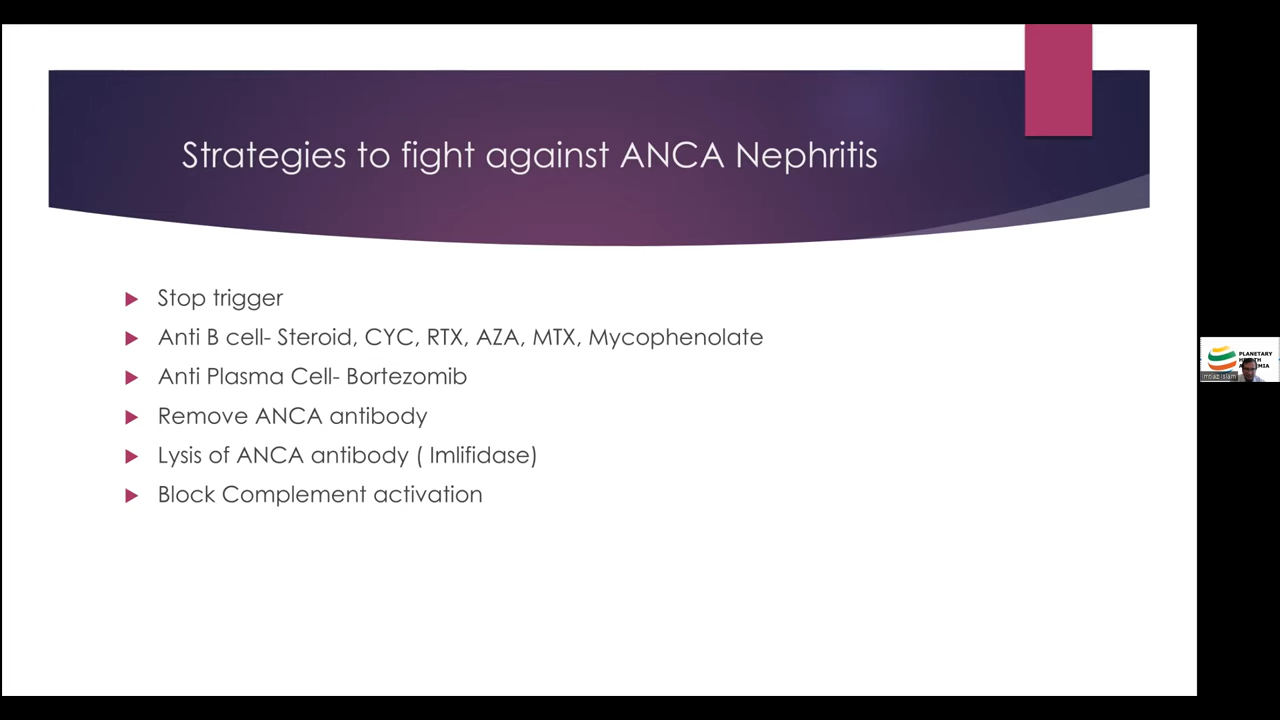 Strategies to fight against ANCA Nephritis
Stop trigger
Anti B cell- Steroid, CYC, RTX, AZA, MTX, Mycophenolate
Anti Plasma Cell- Bortezomib
Remove ANCA antibody
Lysis of ANCA antibody ( Imlifidase)
Block Complement activation
PLANETARY